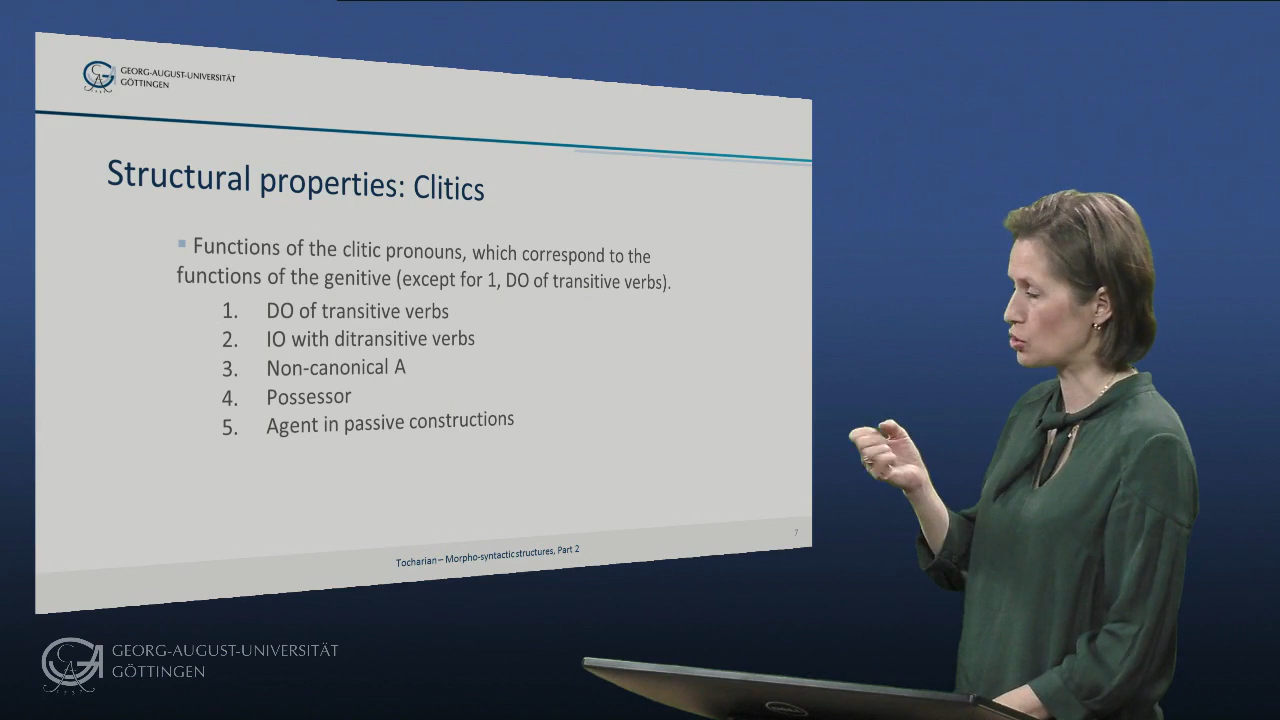 GEORG-AUGUST-UNIVERSITÄT
GÖTTINGEN
Structural properties: Clitics
Functions of the clitic pronouns, which correspond to the
functions of the genitive (except for 1, DO of transitive verbs).
1. DO of transitive verbs
2. IO with ditransitive verbs
3. Non-canonical A
4. Possessor
5. Agent in passive constructions
7
Tocharian – Morpho-syntactic structures, Part 2
GEORG-AUGUST-UNIVERSITÄT
GÖTTINGEN